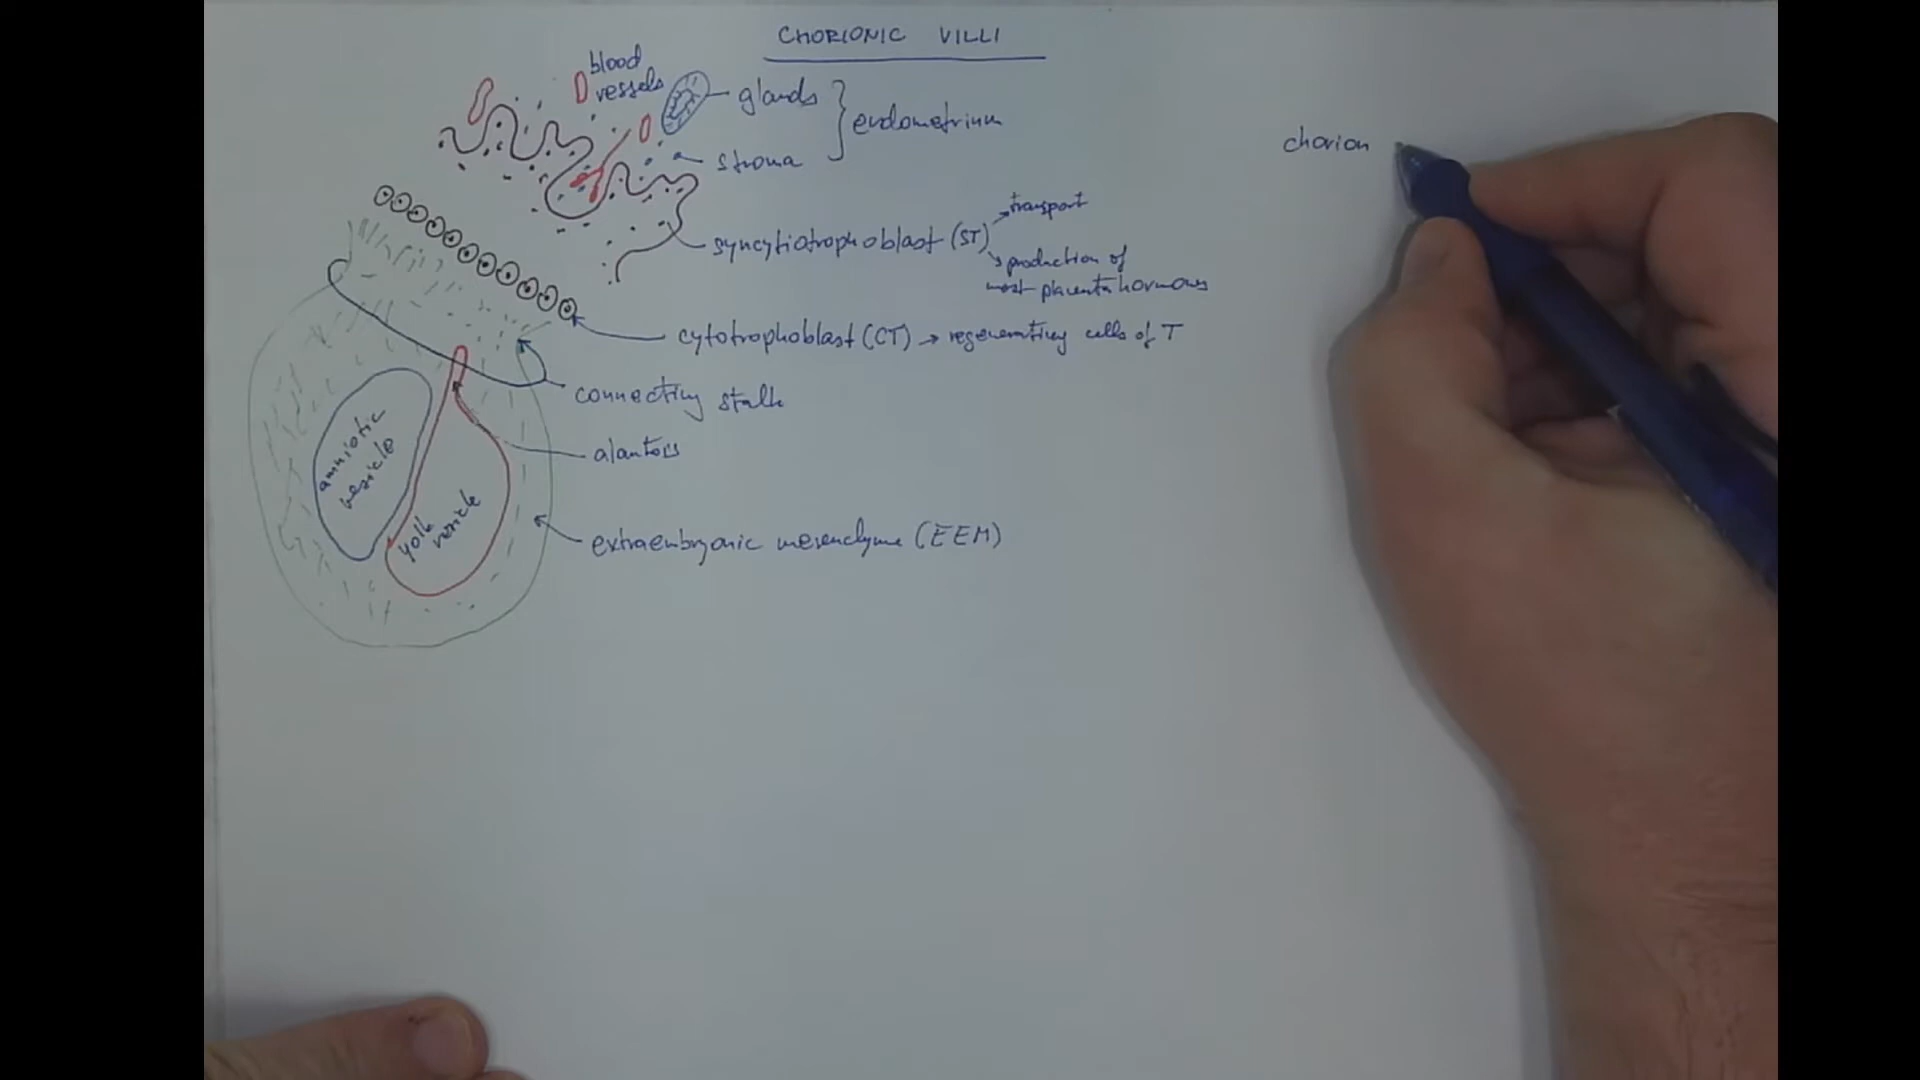 CHORIONIC VILLI
blood
vessels
glands
endometrium
stroma
chorion
transport
syncytiotrophoblast (ST)
production of
most placenta hormones
cytotrophoblast (CT) → regenerating cells of T
connecting stalk
alantois
amniotic
vesicle
yolk
vesicle
extraembryonic mesenchyme (EEM)